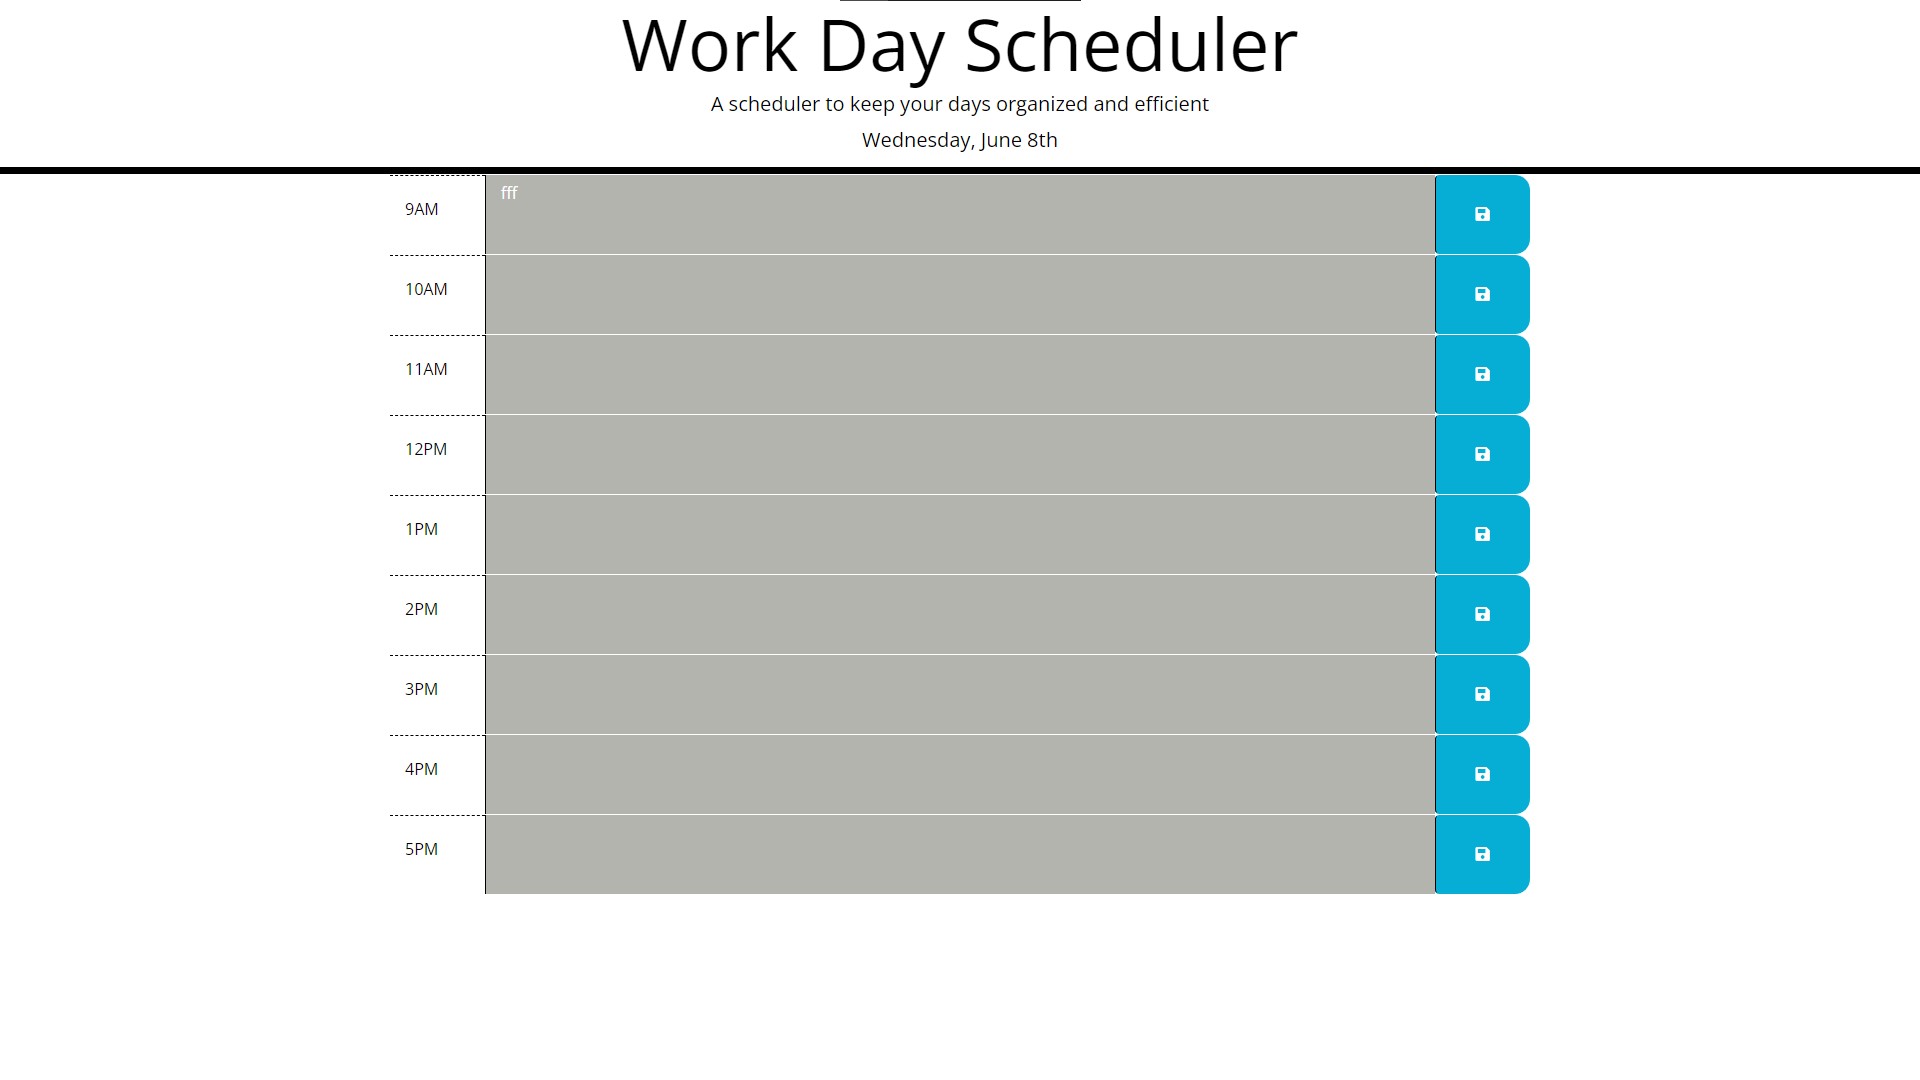 Work Day Scheduler
A scheduler to keep your days organized and efficient
Wednesday, June 8th
9AM
fff
10AM
11AM
12PM
1PM
2PM
3PM
4PM
5PM